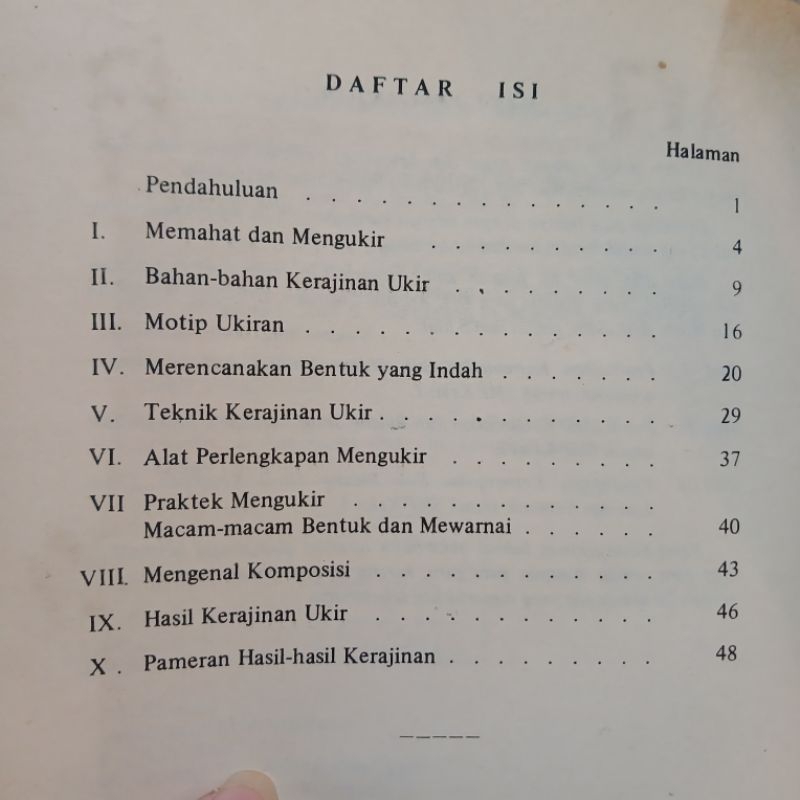 DAFTAR ISI
Halaman
Pendahuluan . . . . . . . . . . . . . . . 1
I. Memahat dan Mengukir . . . . . . . . . . 4
II. Bahan-bahan Kerajinan Ukir . . . . . . . . . 9
III. Motip Ukiran . . . . . . . . . . . . . . . 16
IV. Merencanakan Bentuk yang Indah . . . . . . . 20
V. Teknik Kerajinan Ukir . . . . . . . . . . . . 29
VI. Alat Perlengkapan Mengukir . . . . . . . . . 37
VII Praktek Mengukir . . . . . . . . . . . . .
Macam-macam Bentuk dan Mewarnai . . . . . . 40
VIII. Mengenal Komposisi . . . . . . . . . . . . 43
IX. Hasil Kerajinan Ukir . . . . . . . . . . . . 46
X . Pameran Hasil-hasil Kerajinan . . . . . . . . . 48